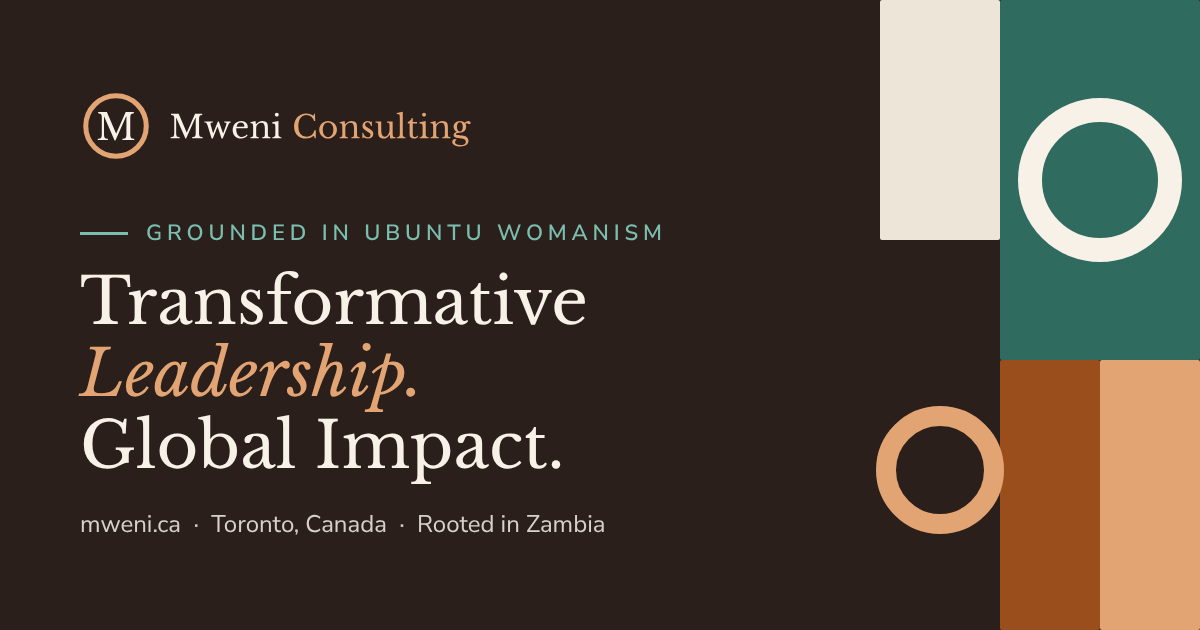 M
Mweni Consulting
GROUNDED IN UBUNTU WOMANISM
Transformative
Leadership.
Global Impact.
mweni.ca · Toronto, Canada · Rooted in Zambia